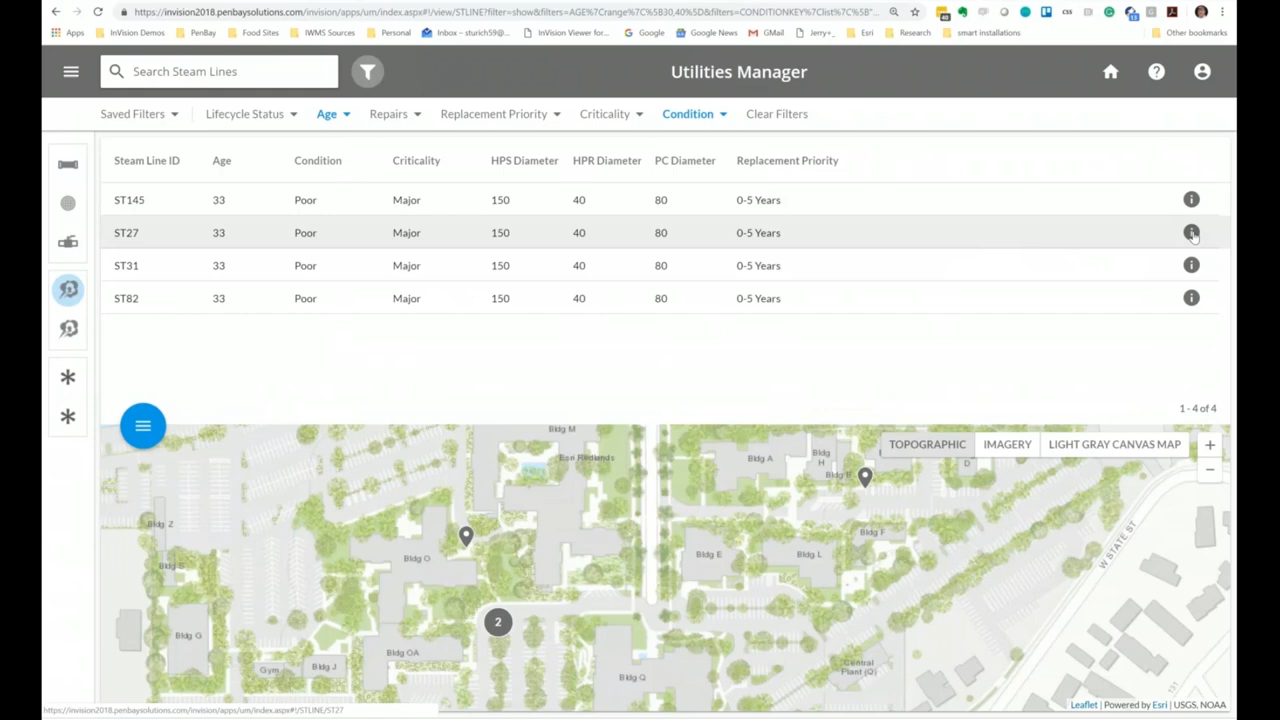 https://invision2018.penbaysolutions.com/invision/apps/um/index.aspx#!/view/STLINE?filter=show&filters=AGE%7Crange%7C%5B30,40%5D&filters=CONDITIONKEY%7Clist%7C%5B"...
Apps InVision Demos PenBay Food Sites IWMS Sources Personal Inbox – sturich59@... InVision Viewer for... Google Google News GMail Jerry+_ Esri Research smart installations Other bookmarks
Search Steam Lines
Utilities Manager
Saved Filters Lifecycle Status Age Repairs Replacement Priority Criticality Condition Clear Filters
Steam Line ID Age Condition Criticality HPS Diameter HPR Diameter PC Diameter Replacement Priority
ST145 33 Poor Major 150 40 80 0-5 Years
ST27 33 Poor Major 150 40 80 0-5 Years
ST31 33 Poor Major 150 40 80 0-5 Years
ST82 33 Poor Major 150 40 80 0-5 Years
1 - 4 of 4
Bldg M
TOPOGRAPHIC IMAGERY LIGHT GRAY CANVAS MAP +
−
Esri Redlands
Bldg A
Bldg H
D
Bldg Z
Bldg O
Bldg F
Bldg E
Bldg L
W STATE ST
2
Bldg Q
Bldg OA
Gym
Bldg J
Bldg Q
Central Plant (Q)
131
Leaflet | Powered by Esri | USGS, NOAA
https://invision2018.penbaysolutions.com/invision/apps/um/index.aspx#!/STLINE/ST27